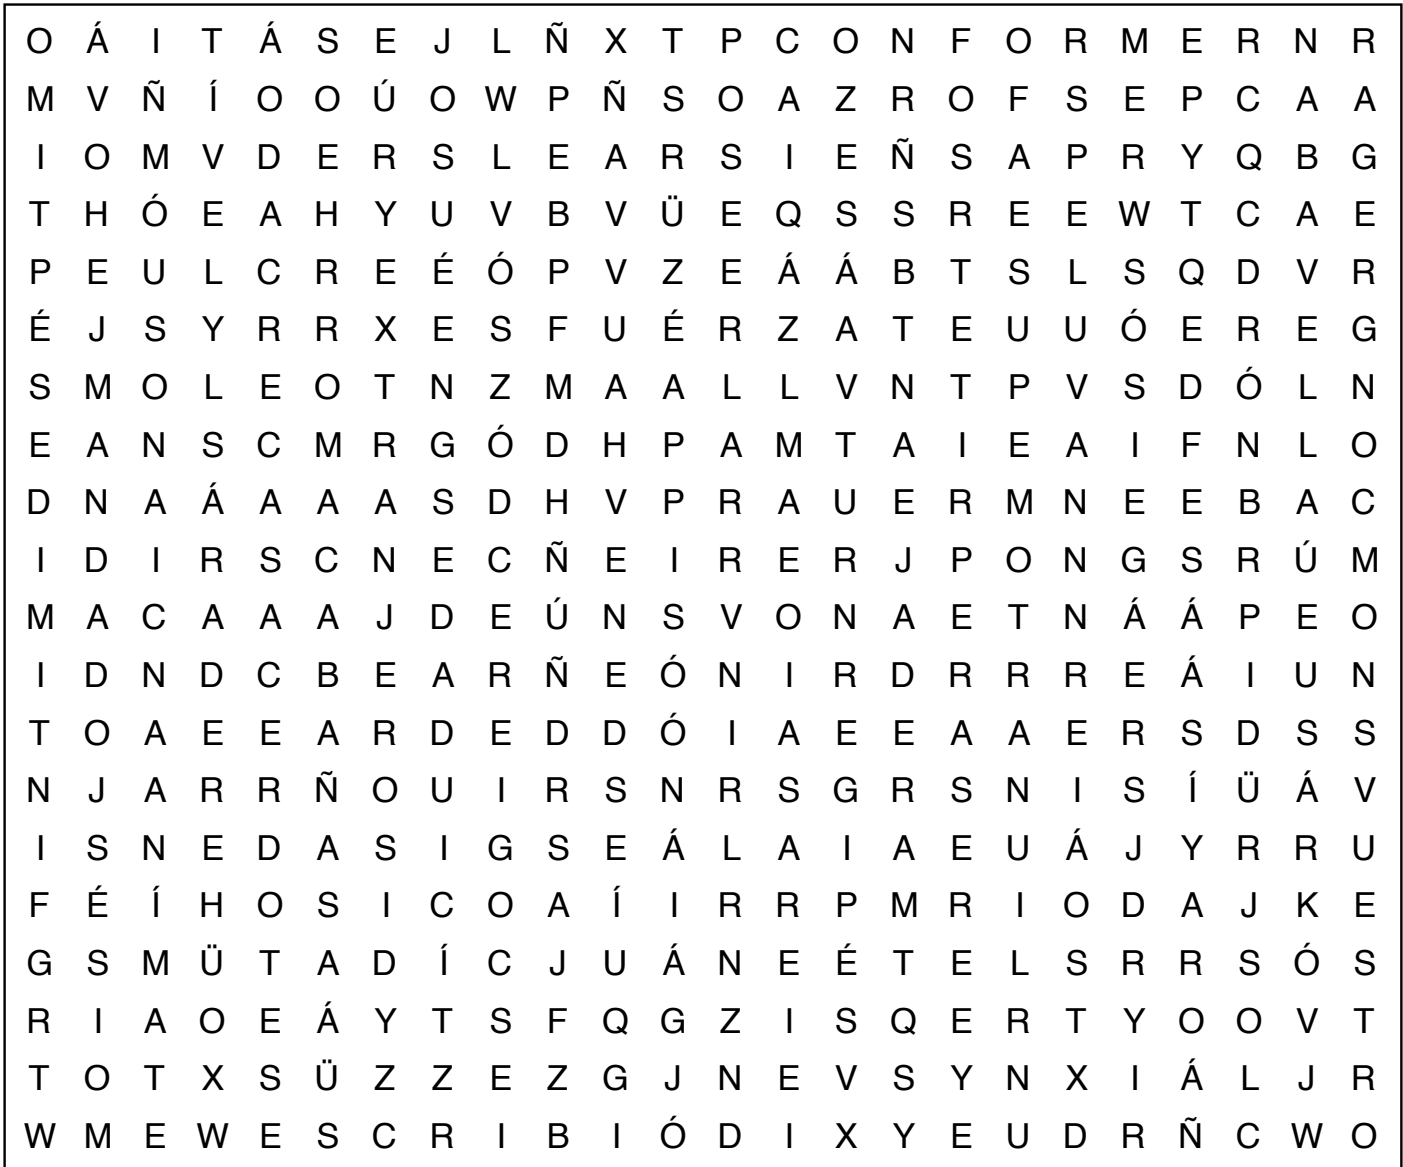 O Á I T Á S E J L Ñ X T P C O N F O R M E R N R
M V Ñ Í O O Ú O W P Ñ S O A Z R O F S E P C A A
I O M V D E R S L E A R S I E Ñ S A P R Y Q B G
T H Ó E A H Y U V B V Ü E Q S S R E E W T C A E
P E U L C R E É Ó P V Z E Á Á B T S L S Q D V R
É J S Y R R X E S F U É R Z A T E U U Ó E R E G
S M O L E O T N Z M A A L L V N T P V S D Ó L N
E A N S C M R G Ó D H P A M T A I E A I F N L O
D N A Á A A A S D H V P R A U E R M N E E B A C
I D I R S C N E C Ñ E I R E R J P O N G S R Ú M
M A C A A A J D E Ú N S V O N A E T N Á Á P E O
I D N D C B E A R Ñ E Ó N I R D R R R E Á I U N
T O A E E A R D E D D Ó I A E E A A E R S D S S
N J A R R Ñ O U I R S N R S G R S N I S Í Ü Á V
I S N E D A S I G S E Á L A I A E U Á J Y R R U
F É Í H O S I C O A Í I R R P M R I O D A J K E
G S M Ü T A D Í C J U Á N E É T E L S R R S Ó S
R I A O E Á Y T S F Q G Z I S Q E R T Y O O V T
T O T X S Ü Z Z E Z G J N E V S Y N X I Á L J R
W M E W E S C R I B I Ó D I X Y E U D R Ñ C W O